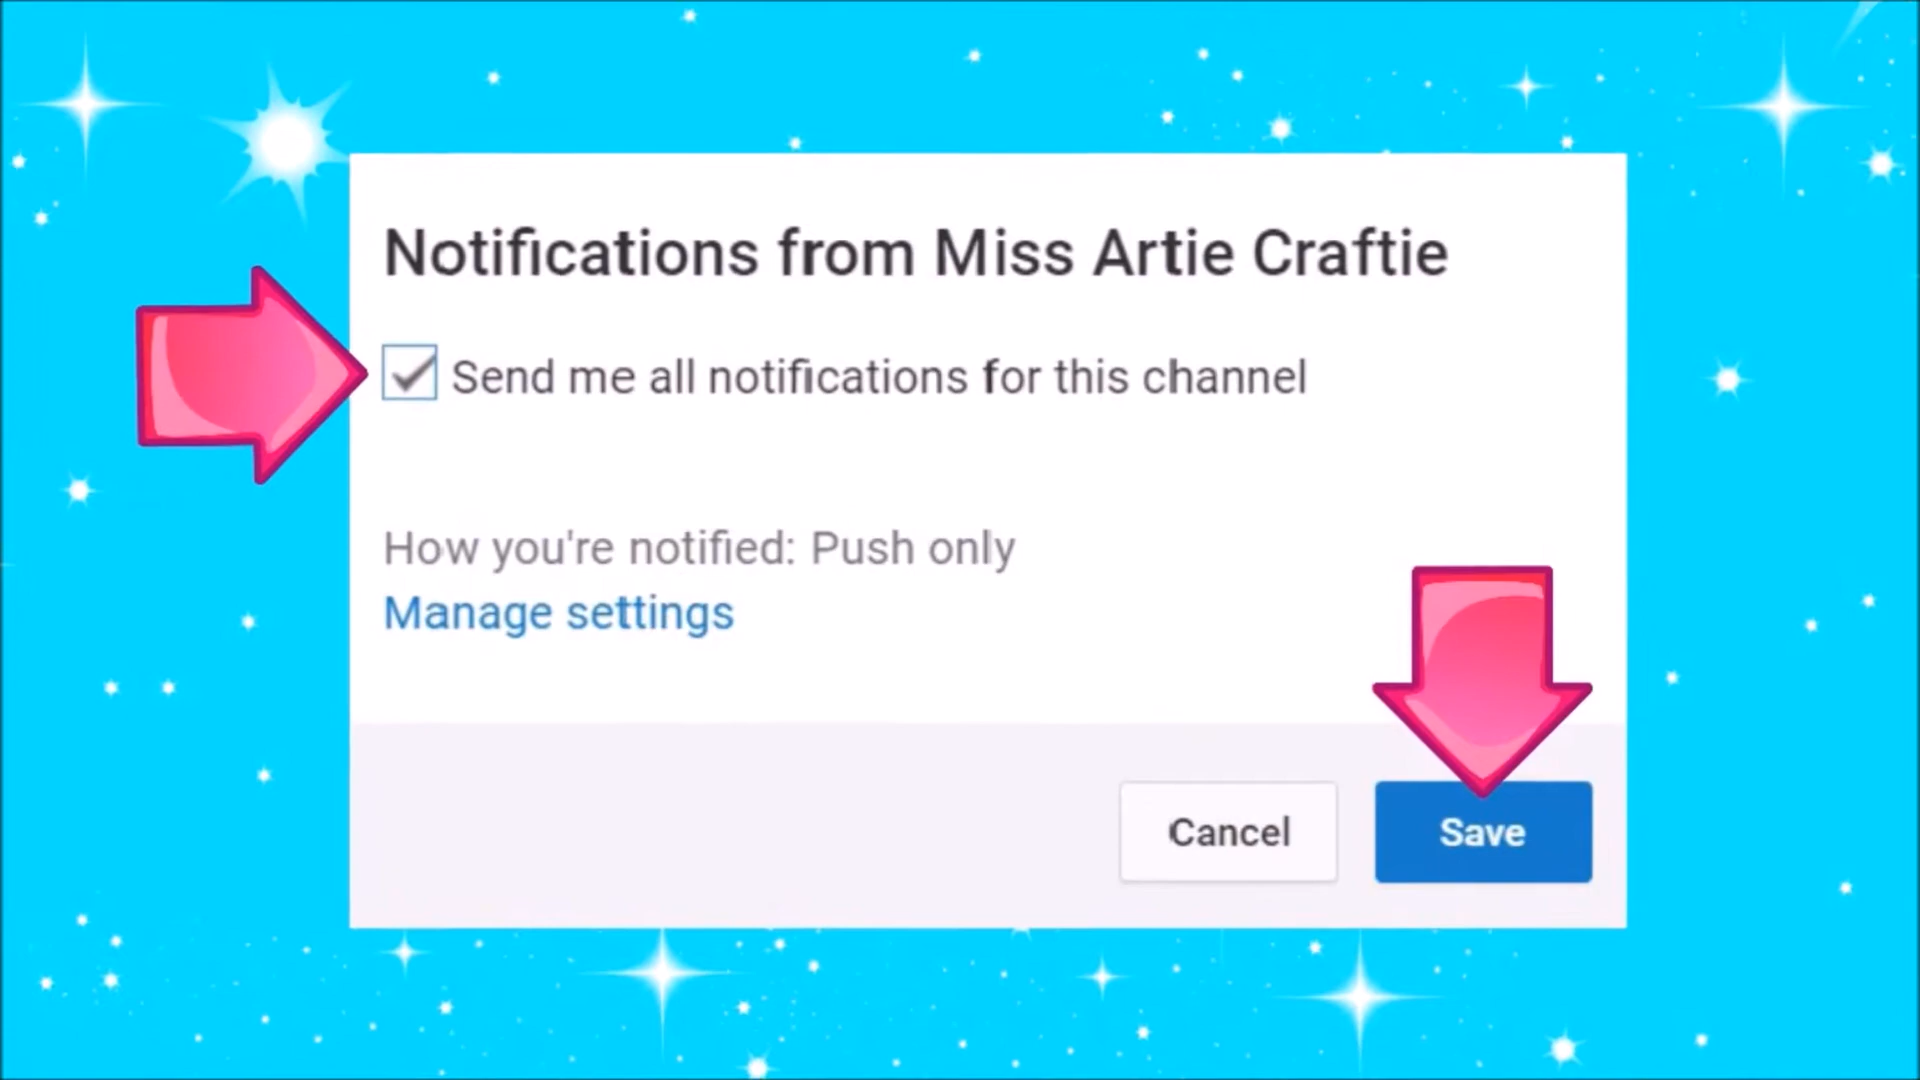 Notifications from Miss Artie Craftie
Send me all notifications for this channel
How you're notified: Push only
Manage settings
Cancel
Save